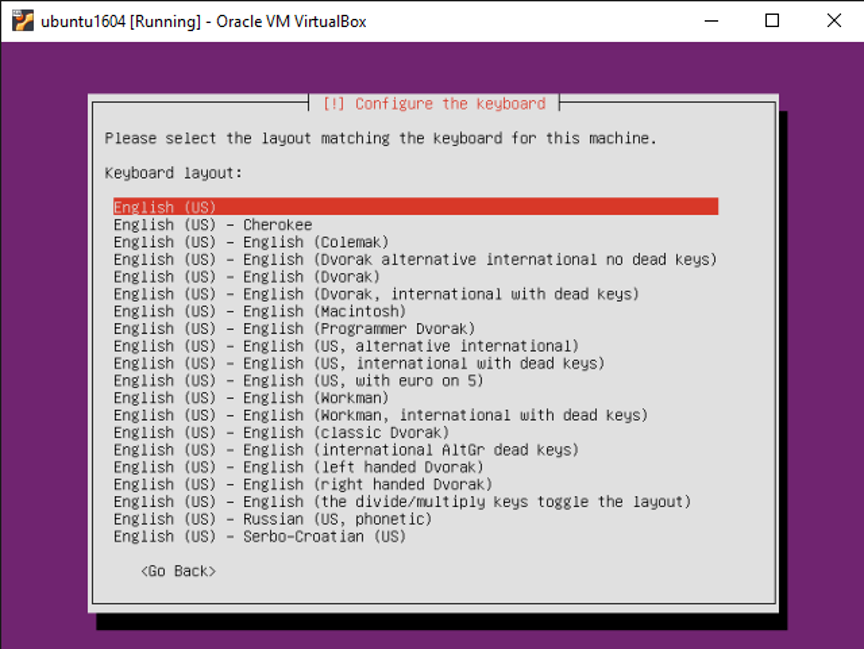 ubuntu1604 [Running] - Oracle VM VirtualBox
[!] Configure the keyboard
Please select the layout matching the keyboard for this machine.
Keyboard layout:
English (US)
English (US) - Cherokee
English (US) - English (Colemak)
English (US) - English (Dvorak alternative international no dead keys)
English (US) - English (Dvorak)
English (US) - English (Dvorak, international with dead keys)
English (US) - English (Macintosh)
English (US) - English (Programmer Dvorak)
English (US) - English (US, alternative international)
English (US) - English (US, international with dead keys)
English (US) - English (US, with euro on 5)
English (US) - English (Workman)
English (US) - English (Workman, international with dead keys)
English (US) - English (classic Dvorak)
English (US) - English (international AltGr dead keys)
English (US) - English (left handed Dvorak)
English (US) - English (right handed Dvorak)
English (US) - English (the divide/multiply keys toggle the layout)
English (US) - Russian (US, phonetic)
English (US) - Serbo-Croatian (US)
<Go Back>